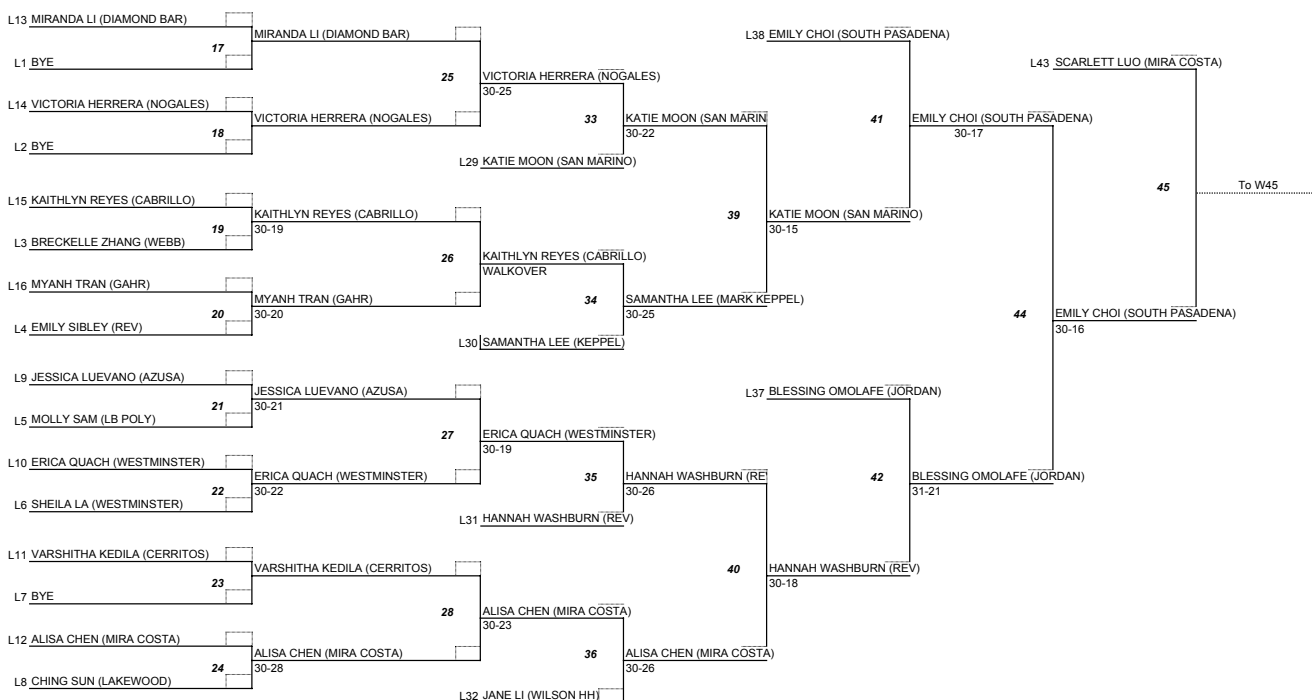 L13 MIRANDA LI (DIAMOND BAR)
17
L1 BYE
L14 VICTORIA HERRERA (NOGALES)
18
L2 BYE
L15 KAITHLYN REYES (CABRILLO)
19
L3 BRECKELLE ZHANG (WEBB)
L16 MYANH TRAN (GAHR)
20
L4 EMILY SIBLEY (REV)
L9 JESSICA LUEVANO (AZUSA)
21
L5 MOLLY SAM (LB POLY)
L10 ERICA QUACH (WESTMINSTER)
22
L6 SHEILA LA (WESTMINSTER)
L11 VARSHITHA KEDILA (CERRITOS)
23
L7 BYE
L12 ALISA CHEN (MIRA COSTA)
24
L8 CHING SUN (LAKEWOOD)
MIRANDA LI (DIAMOND BAR)
25
VICTORIA HERRERA (NOGALES)
KAITHLYN REYES (CABRILLO)
30-19
26
MYANH TRAN (GAHR)
30-20
JESSICA LUEVANO (AZUSA)
30-21
27
ERICA QUACH (WESTMINSTER)
30-22
VARSHITHA KEDILA (CERRITOS)
28
ALISA CHEN (MIRA COSTA)
30-28
VICTORIA HERRERA (NOGALES)
30-25
33
L29 KATIE MOON (SAN MARINO)
KAITHLYN REYES (CABRILLO)
WALKOVER
34
L30 SAMANTHA LEE (KEPPEL)
ERICA QUACH (WESTMINSTER)
30-19
35
L31 HANNAH WASHBURN (REV)
ALISA CHEN (MIRA COSTA)
30-23
36
L32 JANE LI (WILSON HH)
KATIE MOON (SAN MARIN
30-22
39
SAMANTHA LEE (MARK KEPPEL)
30-25
HANNAH WASHBURN (RE
30-26
40
ALISA CHEN (MIRA COSTA)
30-26
L38 EMILY CHOI (SOUTH PASADENA)
41
KATIE MOON (SAN MARINO)
30-15
L37 BLESSING OMOLAFE (JORDAN)
42
HANNAH WASHBURN (REV)
30-18
EMILY CHOI (SOUTH PASADENA)
30-17
44
BLESSING OMOLAFE (JORDAN)
31-21
L43 SCARLETT LUO (MIRA COSTA)
45
EMILY CHOI (SOUTH PASADENA)
30-16
To W45